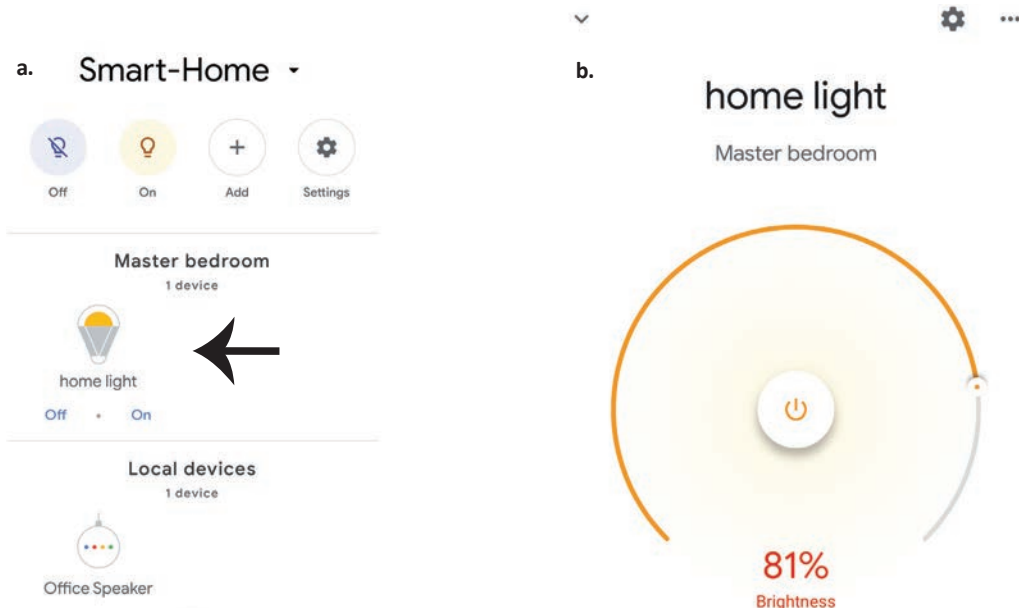 a.
Smart-Home
Off On Add Settings
Master bedroom
1 device
home light
Off • On
Local devices
1 device
Office Speaker
b.
home light
Master bedroom
81%
Brightness